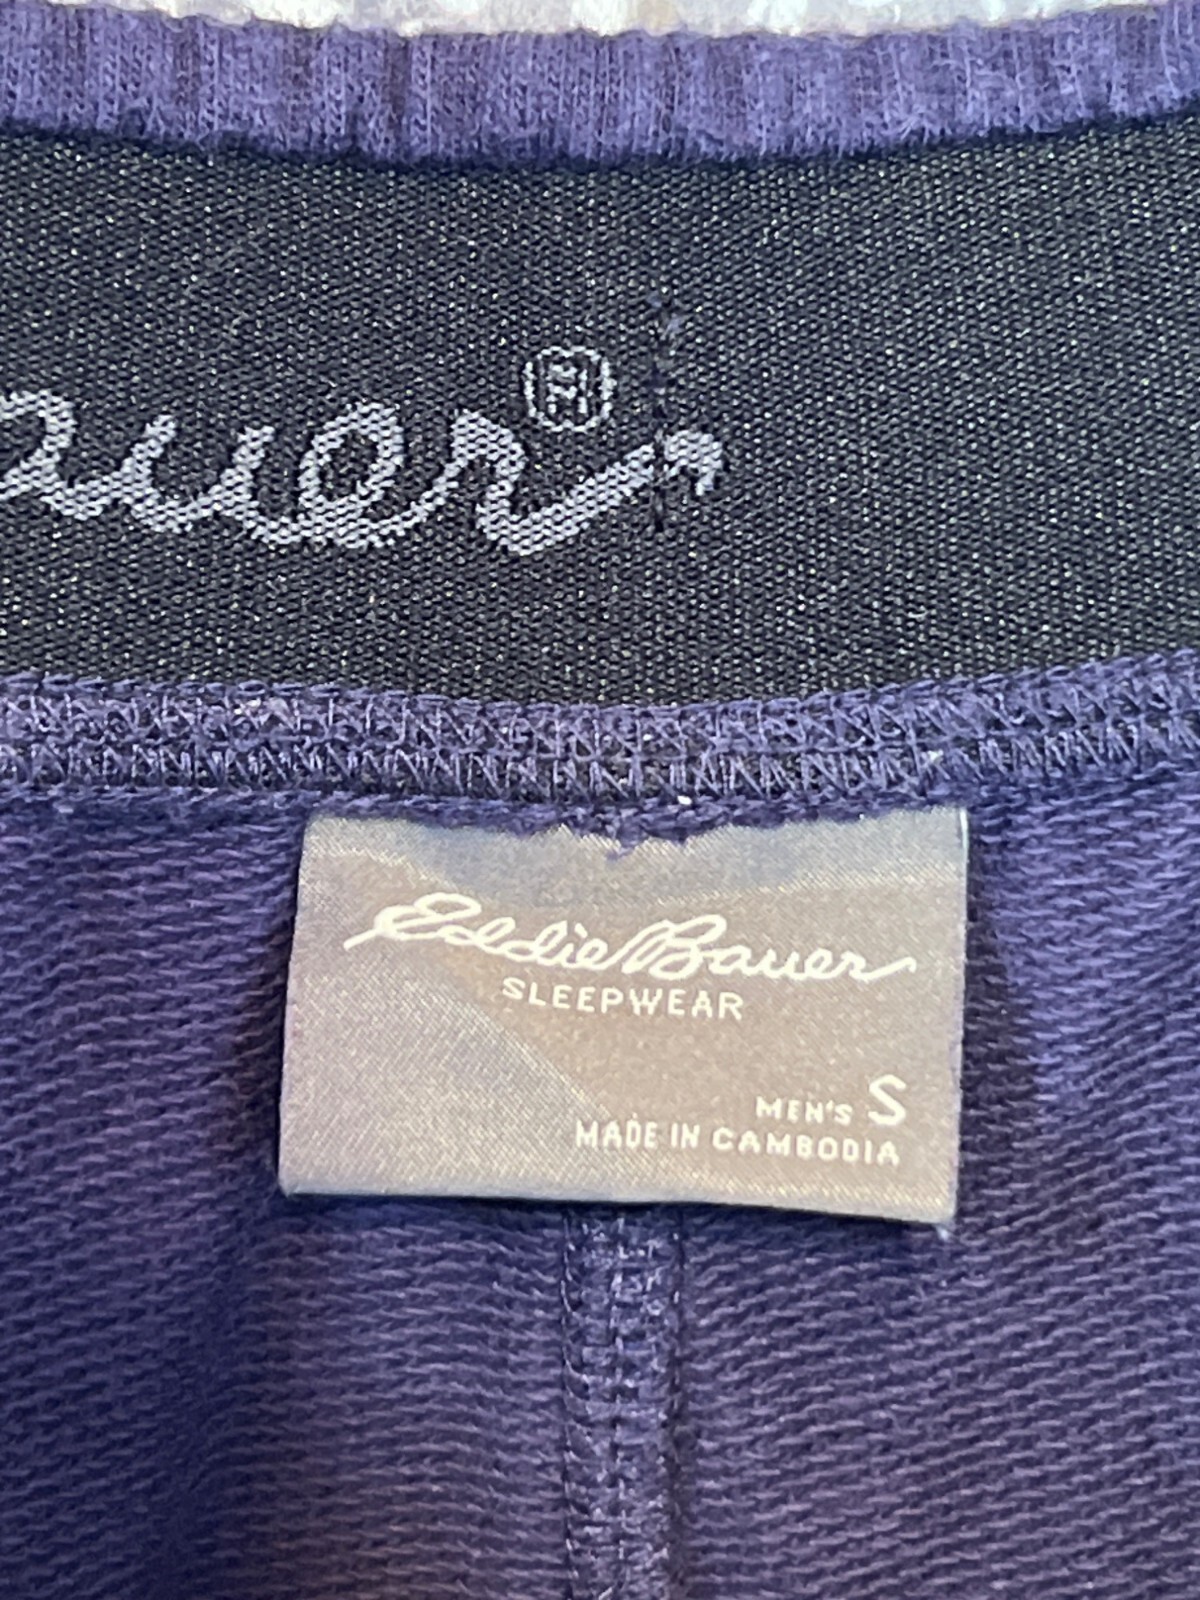 auer®
Eddie Bauer
SLEEPWEAR
MEN'S S
MADE IN CAMBODIA